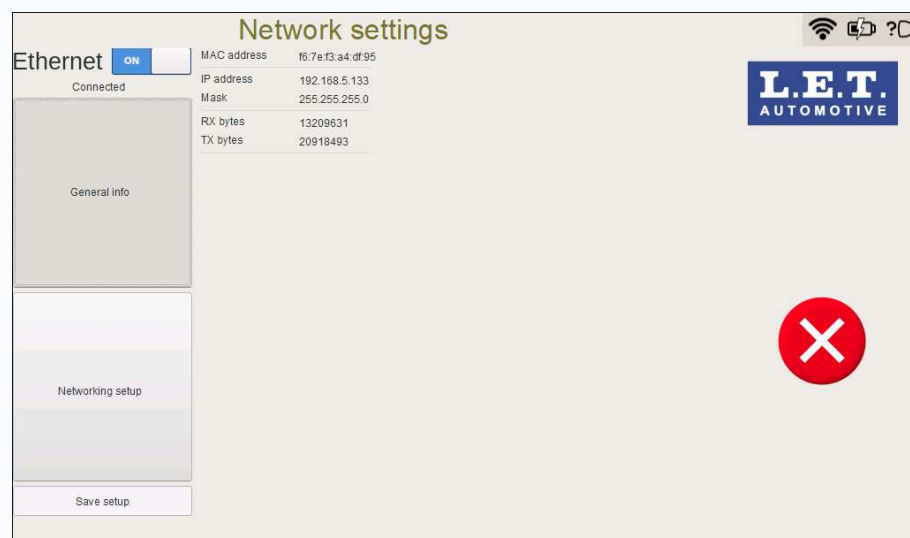 Network settings
?
Ethernet
ON
Connected
MAC address f6:7e:f3:a4:df:95
IP address 192.168.5.133
Mask 255.255.255.0
RX bytes 13209631
TX bytes 20918493
L.E.T.
AUTOMOTIVE
General info
Networking setup
Save setup